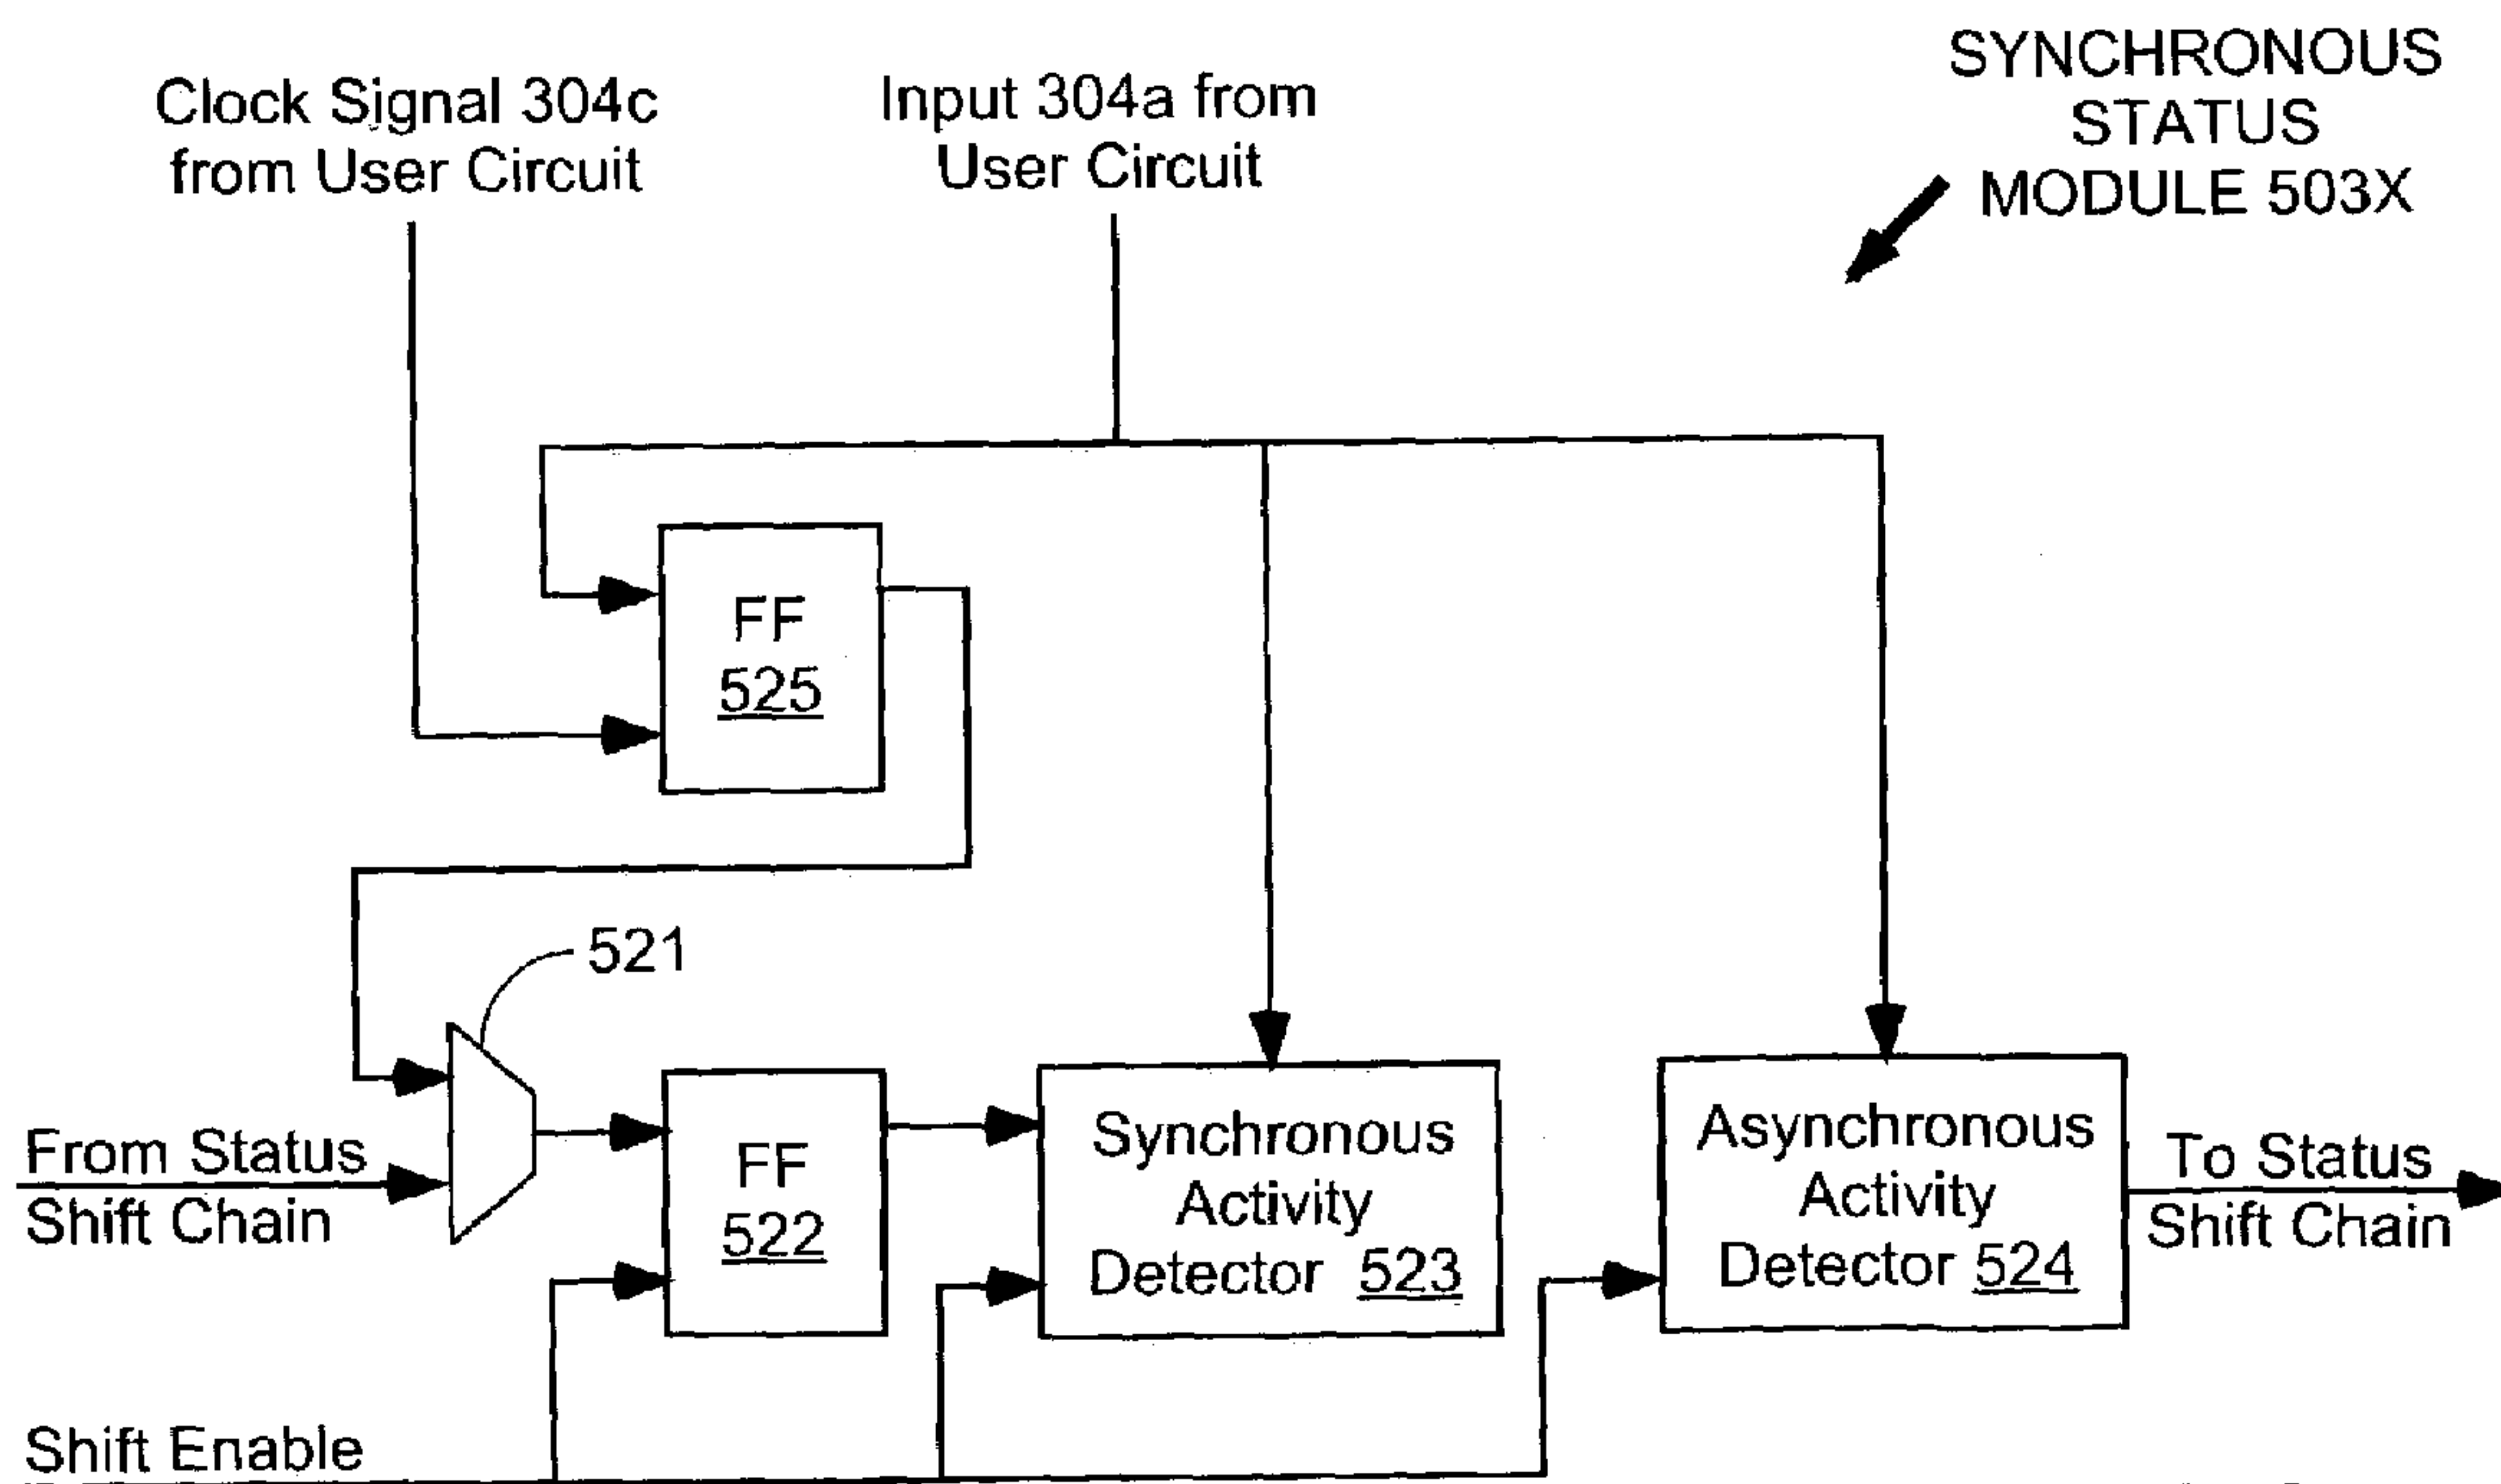 Clock Signal 304c
from User Circuit
Input 304a from
User Circuit
SYNCHRONOUS
STATUS
MODULE 503X
FF
525
521
From Status
Shift Chain
FF
522
Synchronous
Activity
Detector 523
Asynchronous
Activity
Detector 524
To Status
Shift Chain
Shift Enable